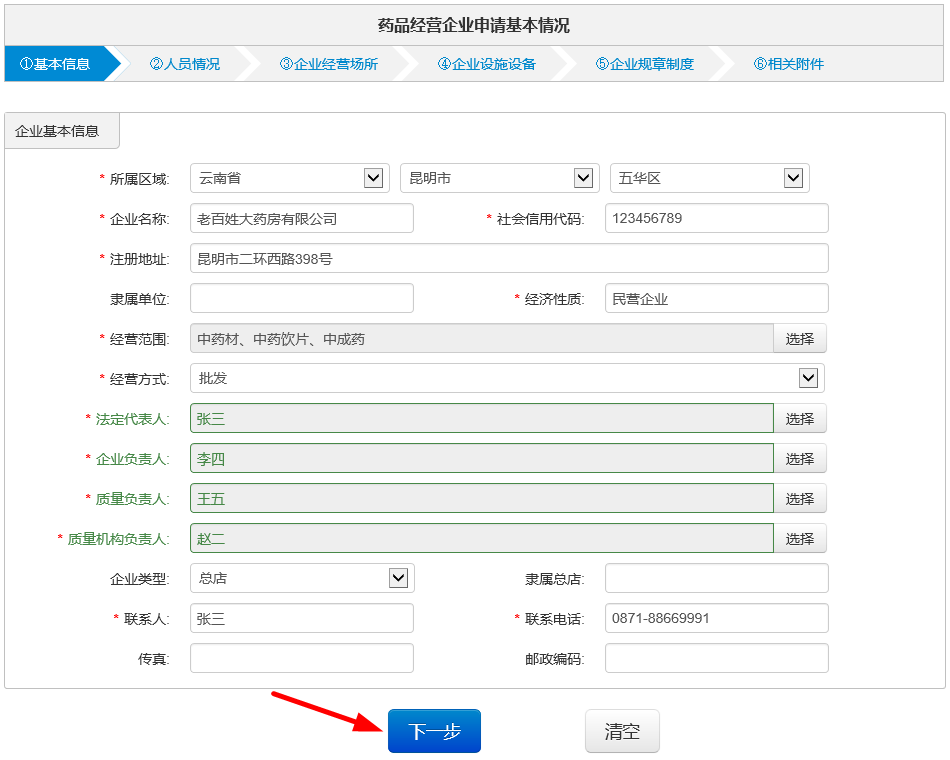 药品经营企业申请基本情况
①基本信息 ②人员情况 ③企业经营场所 ④企业设施设备 ⑤企业规章制度 ⑥相关附件
企业基本信息
* 所属区域: 云南省 昆明市 五华区
* 企业名称: 老百姓大药房有限公司 * 社会信用代码: 123456789
* 注册地址: 昆明市二环西路398号
隶属单位: * 经济性质: 民营企业
* 经营范围: 中药材、中药饮片、中成药 选择
* 经营方式: 批发
* 法定代表人: 张三 选择
* 企业负责人: 李四 选择
* 质量负责人: 王五 选择
* 质量机构负责人: 赵二 选择
企业类型: 总店 隶属总店:
* 联系人: 张三 * 联系电话: 0871-88669991
传真: 邮政编码:
下一步 清空